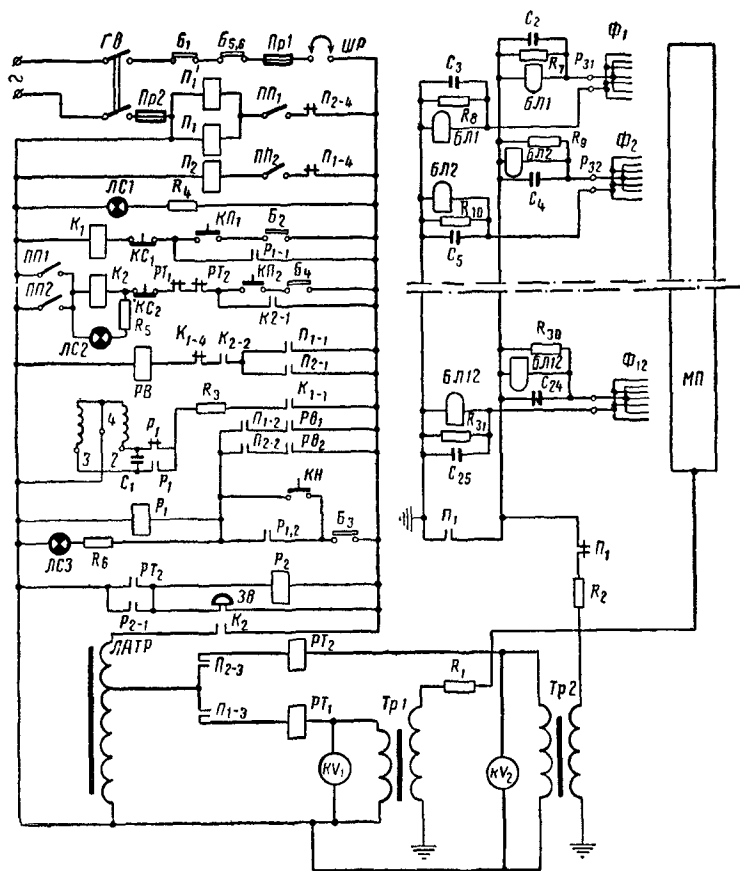 ГВ Б1 Б5,6 Пр1 ШР
2
П1'
Пр2 ПП1 П2-4
П1
П2 ПП2 П1-4
ЛС1 R4
К1 КС1 КП1 Б2
Р1-1
ПП1
ПП2
К2 КС2 РТ1 РТ2 КП2 Б4
К2-1
ЛС2 R5
РВ К1-4 К2-2 П1-1
П2-1
R3 К1-1
4 Р1 П1-2 РВ1
3 2 П2-2 РВ2
С1 Р1
КН
Р1
ЛС3 R6 Р1,2 Б3
РТ2 Р2
Р2-1 ЗВ
К2
ЛАТР
П2-3 РТ2
П1-3 РТ1
KV1
Тр1
R1
kV2
Тр2
С2 Ф1
R7 Р31
БЛ1
С3
R8
БЛ1
R9 Ф2
БЛ2 Р32
С4
БЛ2
R10
С5
R30
БЛ12 Ф12
С24
БЛ12
R31
С25
МП
П1
П1
R2